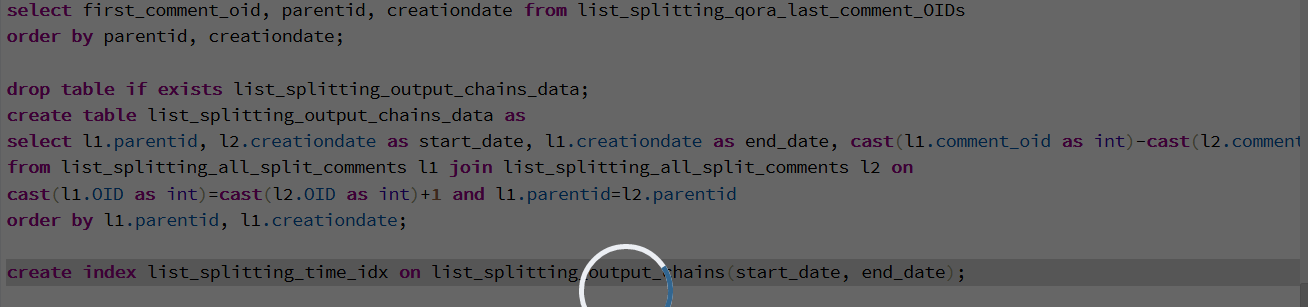 select first_comment_oid, parentid, creationdate from list_splitting_qora_last_comment_OIDs
order by parentid, creationdate;
drop table if exists list_splitting_output_chains_data;
create table list_splitting_output_chains_data as
select l1.parentid, l2.creationdate as start_date, l1.creationdate as end_date, cast(l1.comment_oid as int)-cast(l2.comment
from list_splitting_all_split_comments l1 join list_splitting_all_split_comments l2 on
cast(l1.OID as int)=cast(l2.OID as int)+1 and l1.parentid=l2.parentid
order by l1.parentid, l1.creationdate;
create index list_splitting_time_idx on list_splitting_output_chains(start_date, end_date);